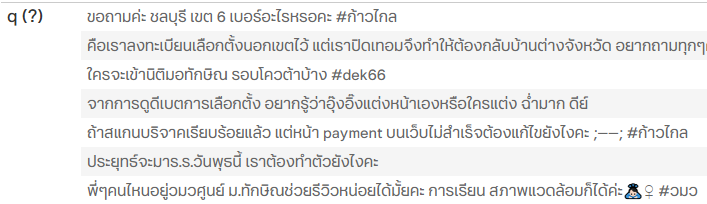 q (?)
ขอถามค่ะ ชลบุรี เขต 6 เบอร์อะไรหรอคะ #ก้าวไกล
คือเราลงทะเบียนเลือกตั้งนอกเขตไว้ แต่เราปิดเทอมจึงทำให้ต้องกลับบ้านต่างจังหวัด อยากถามทุกๆ
ใครจะเข้านิติมอทักษิณ รอบโควต้าบ้าง #dek66
จากการดูดีเบตการเลือกตั้ง อยากรู้ว่าอุ๊งอิ๊งแต่งหน้าเองหรือใครแต่ง ฉ่ำมาก ดีย์
ถ้าสแกนบริจาคเรียบร้อยแล้ว แต่หน้า payment บนเว็บไม่สำเร็จต้องแก้ไขยังไงคะ ;——; #ก้าวไกล
ประยุทธ์จะมาร.ร.วันพุธนี้ เราต้องทำตัวยังไงคะ
พี่ๆคนไหนอยู่วมวศูนย์ ม.ทักษิณช่วยรีวิวหน่อยได้มั้ยคะ การเรียน สภาพแวดล้อมก็ได้ค่ะ🙇♀ #วมว